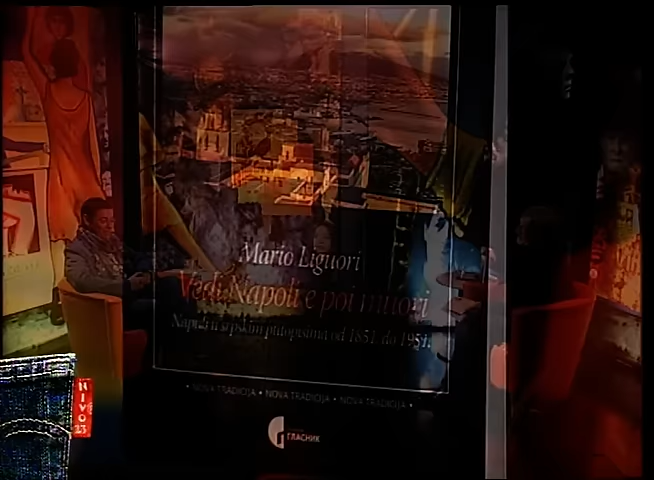 Mario Liguori
Vedi Napoli e poi muori
Napulj u srpskim putopisima od 1851. do 1951.
• NOVA TRADICIJA • NOVA TRADICIJA • NOVA TRADICIJA •
ГЛАСНИК
NIVO
23